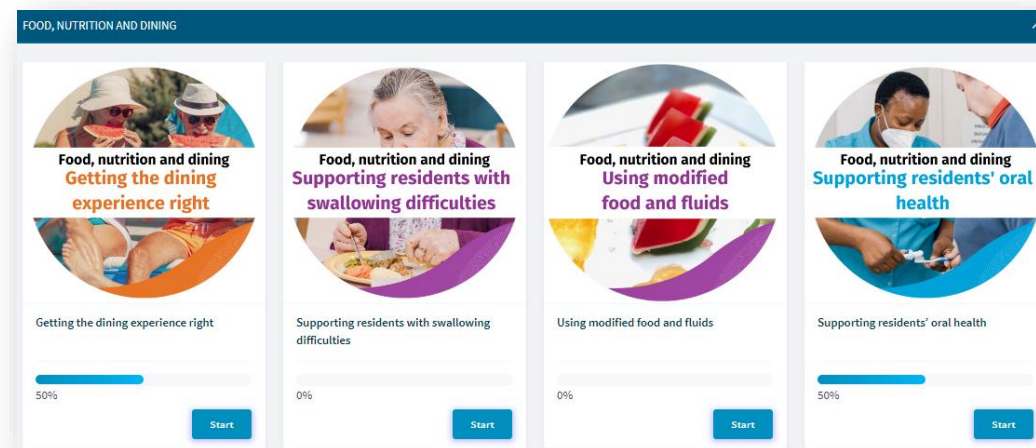 FOOD, NUTRITION AND DINING
Food, nutrition and dining
Getting the dining
experience right
Getting the dining experience right
50%
Start
Food, nutrition and dining
Supporting residents with
swallowing difficulties
Supporting residents with swallowing
difficulties
0%
Start
Food, nutrition and dining
Using modified
food and fluids
Using modified food and fluids
0%
Start
Food, nutrition and dining
Supporting residents' oral
health
Supporting residents' oral health
50%
Start